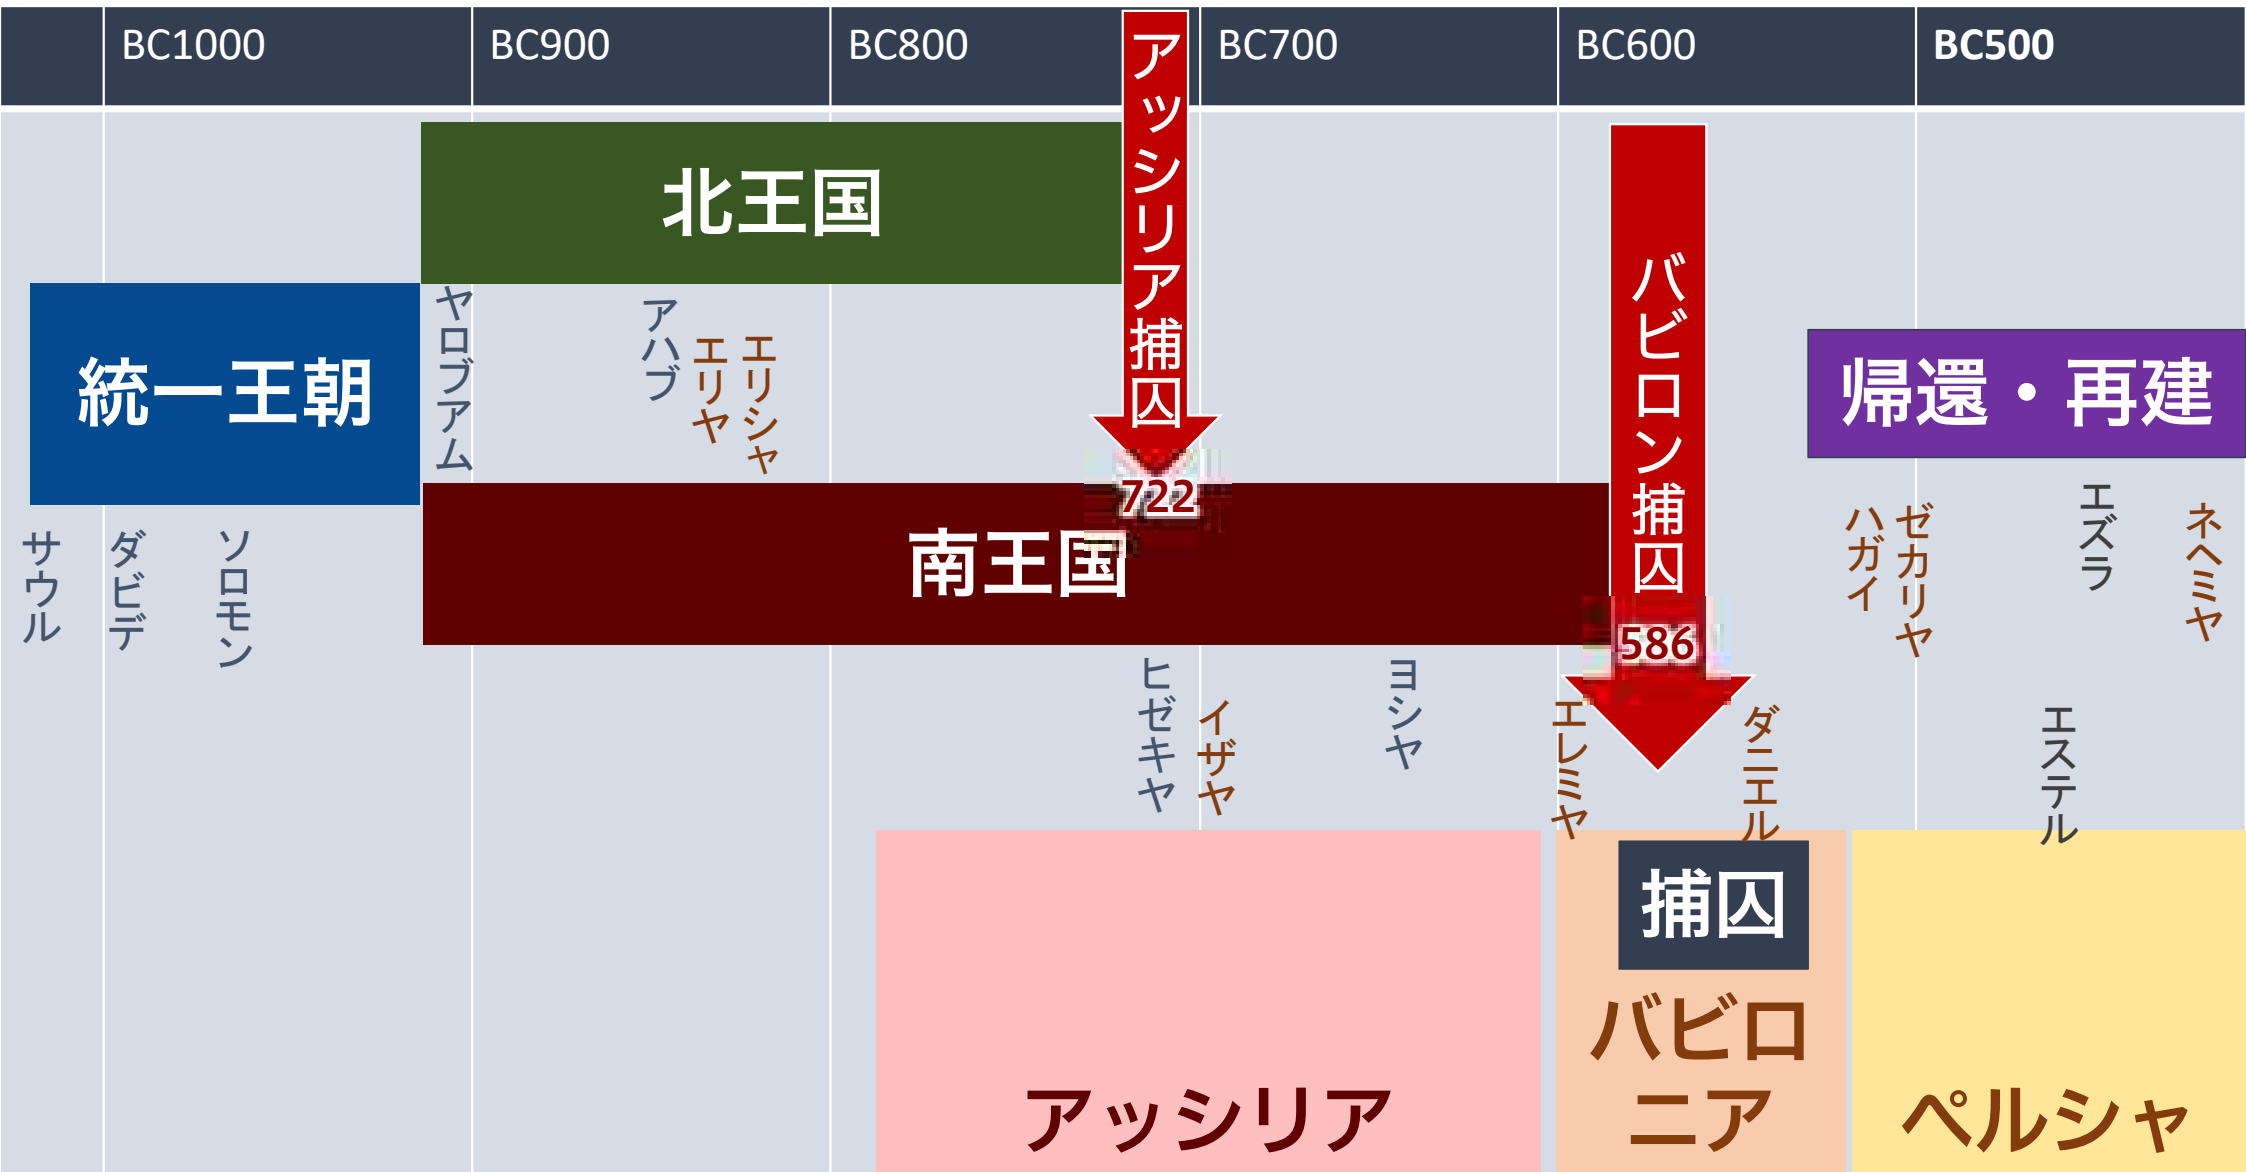 BC1000
BC900
BC800
BC700
BC600
BC500
アッシリア捕囚
722
バビロン捕囚
586
北王国
統一王朝
南王国
帰還・再建
ヤロブアム
アハブ
エリヤ
エリシャ
サウル
ダビデ
ソロモン
ハガイ
ゼカリヤ
エズラ
ネヘミヤ
ヒゼキヤ
イザヤ
ヨシヤ
エレミヤ
ダニエル
エステル
捕囚
アッシリア
バビロ
ニア
ペルシャ